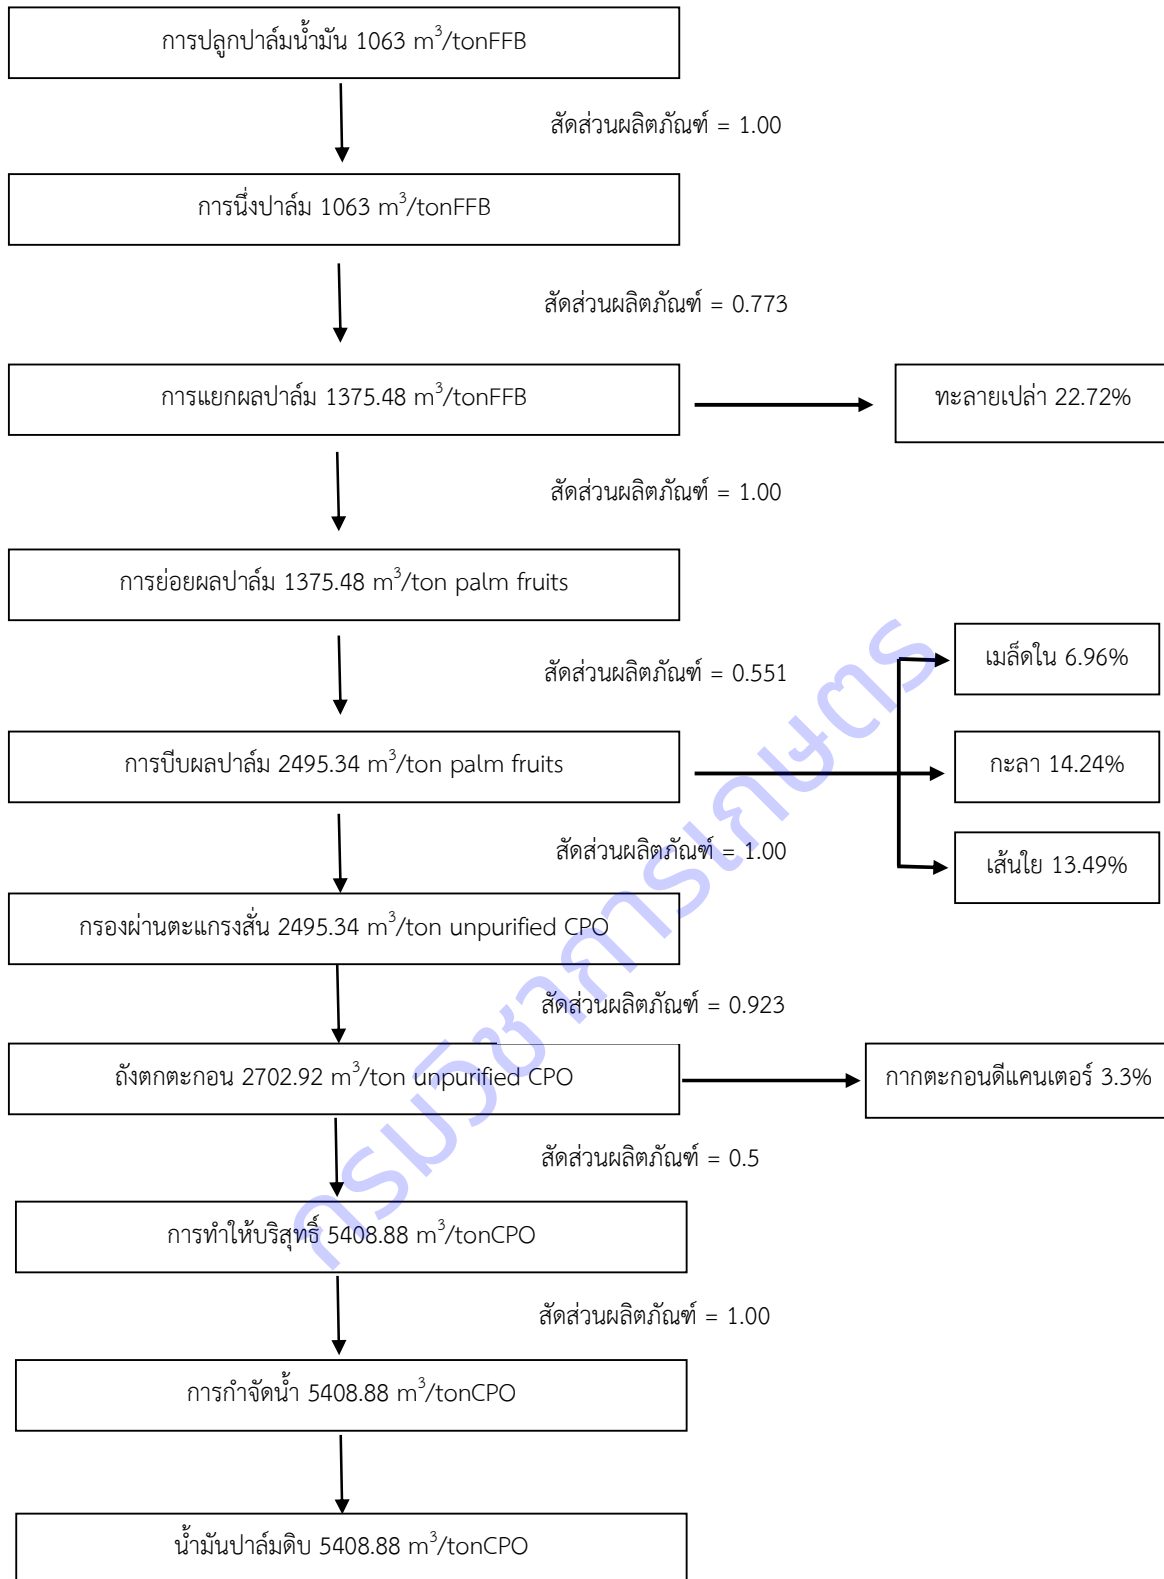 การปลูกปาล์มน้ำมัน 1063 m³/tonFFB
สัดส่วนผลิตภัณฑ์ = 1.00
การนึ่งปาล์ม 1063 m³/tonFFB
สัดส่วนผลิตภัณฑ์ = 0.773
การแยกผลปาล์ม 1375.48 m³/tonFFB
ทะลายเปล่า 22.72%
สัดส่วนผลิตภัณฑ์ = 1.00
การย่อยผลปาล์ม 1375.48 m³/ton palm fruits
สัดส่วนผลิตภัณฑ์ = 0.551
เมล็ดใน 6.96%
การบีบผลปาล์ม 2495.34 m³/ton palm fruits
กะลา 14.24%
สัดส่วนผลิตภัณฑ์ = 1.00
เส้นใย 13.49%
กรองผ่านตะแกรงสั่น 2495.34 m³/ton unpurified CPO
สัดส่วนผลิตภัณฑ์ = 0.923
ถังตกตะกอน 2702.92 m³/ton unpurified CPO
กากตะกอนดีแคนเตอร์ 3.3%
สัดส่วนผลิตภัณฑ์ = 0.5
การทำให้บริสุทธิ์ 5408.88 m³/tonCPO
สัดส่วนผลิตภัณฑ์ = 1.00
การกำจัดน้ำ 5408.88 m³/tonCPO
น้ำมันปาล์มดิบ 5408.88 m³/tonCPO
กรมวิชาการเกษตร